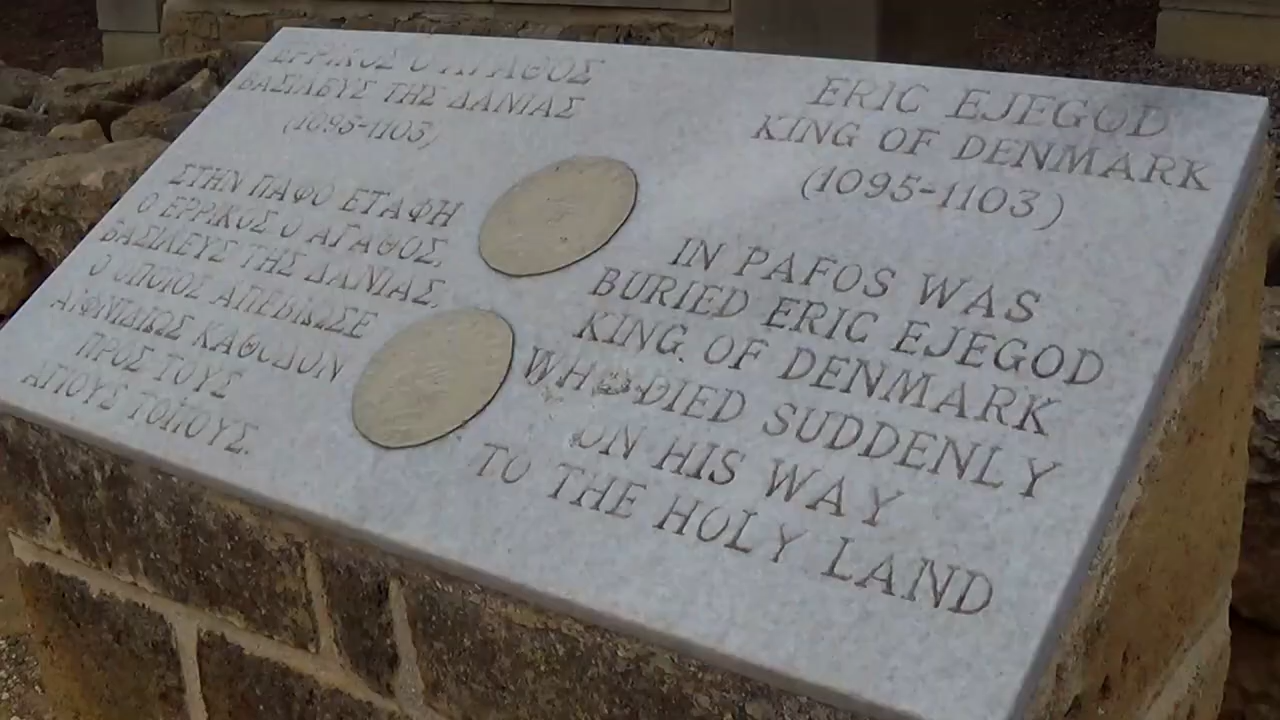 ΕΡΡΙΚΟΣ Ο ΑΓΑΘΟΣ
ΒΑΣΙΛΕΥΣ ΤΗΣ ΔΑΝΙΑΣ
(1095-1103)
ΣΤΗΝ ΠΑΦΟ ΕΤΑΦΗ
Ο ΕΡΡΙΚΟΣ Ο ΑΓΑΘΟΣ,
ΒΑΣΙΛΕΥΣ ΤΗΣ ΔΑΝΙΑΣ,
Ο ΟΠΟΙΟΣ ΑΠΕΒΙΩΣΕ
ΑΙΦΝΙΔΙΩΣ ΚΑΘΟΔΟΝ
ΠΡΟΣ ΤΟΥΣ
ΑΓΙΟΥΣ ΤΟΠΟΥΣ.
ERIC EJEGOD
KING OF DENMARK
(1095-1103)
IN PAFOS WAS
BURIED ERIC EJEGOD
KING OF DENMARK
WHO DIED SUDDENLY
ON HIS WAY
TO THE HOLY LAND